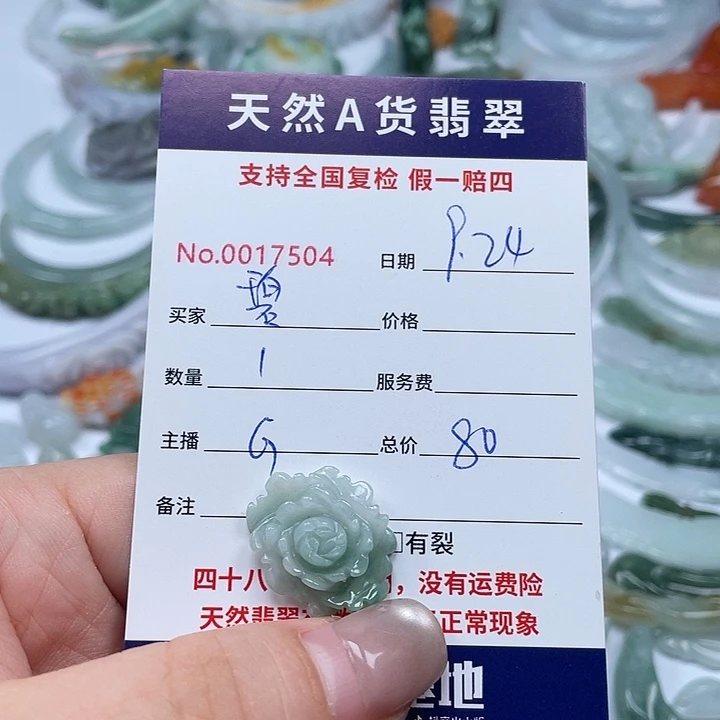 天然A货翡翠
支持全国复检 假一赔四
No.0017504 日期 9.24
买家 碧 价格
数量 1 服务费
主播 G 总价 80
备注
□有裂
四十八 ，没有运费险
天然翡翠 正常现象
基地